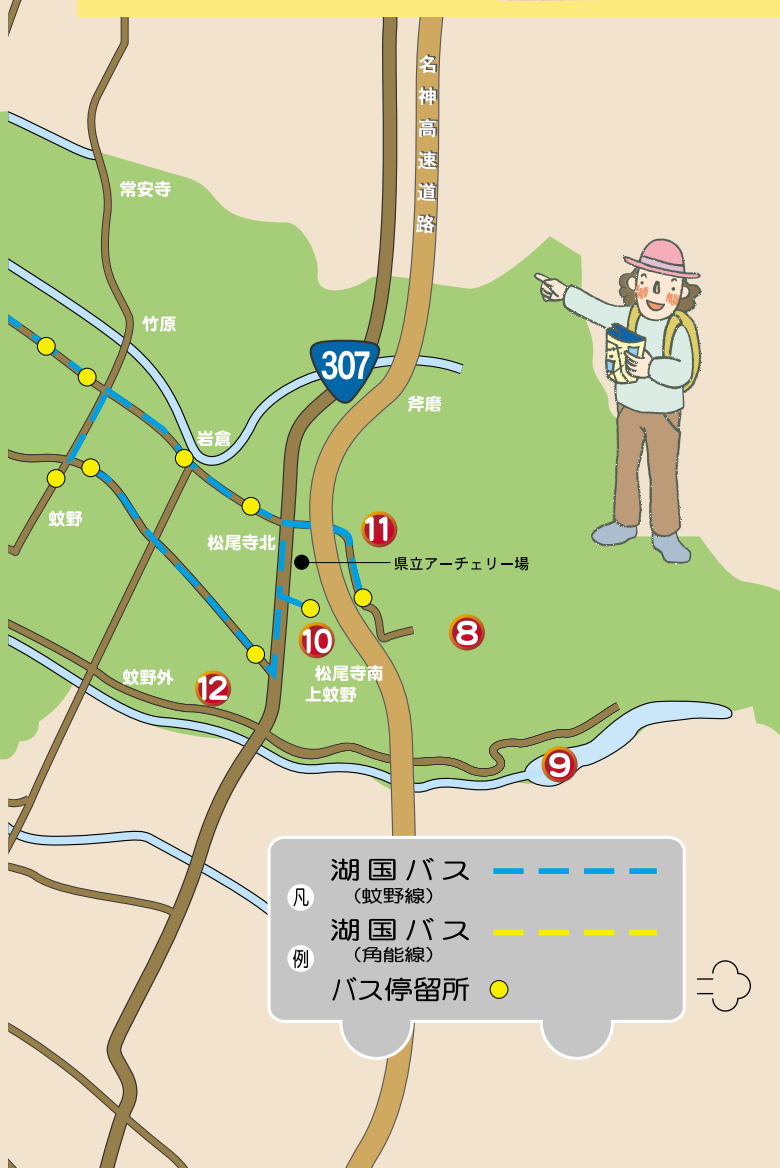 名神高速道路
常安寺
竹原
307
斧磨
岩倉
蚊野
11
松尾寺北
県立アーチェリー場
10
8
松尾寺南
蚊野外
12
上蚊野
9
凡例
湖国バス
(蚊野線)
湖国バス
(角能線)
バス停留所